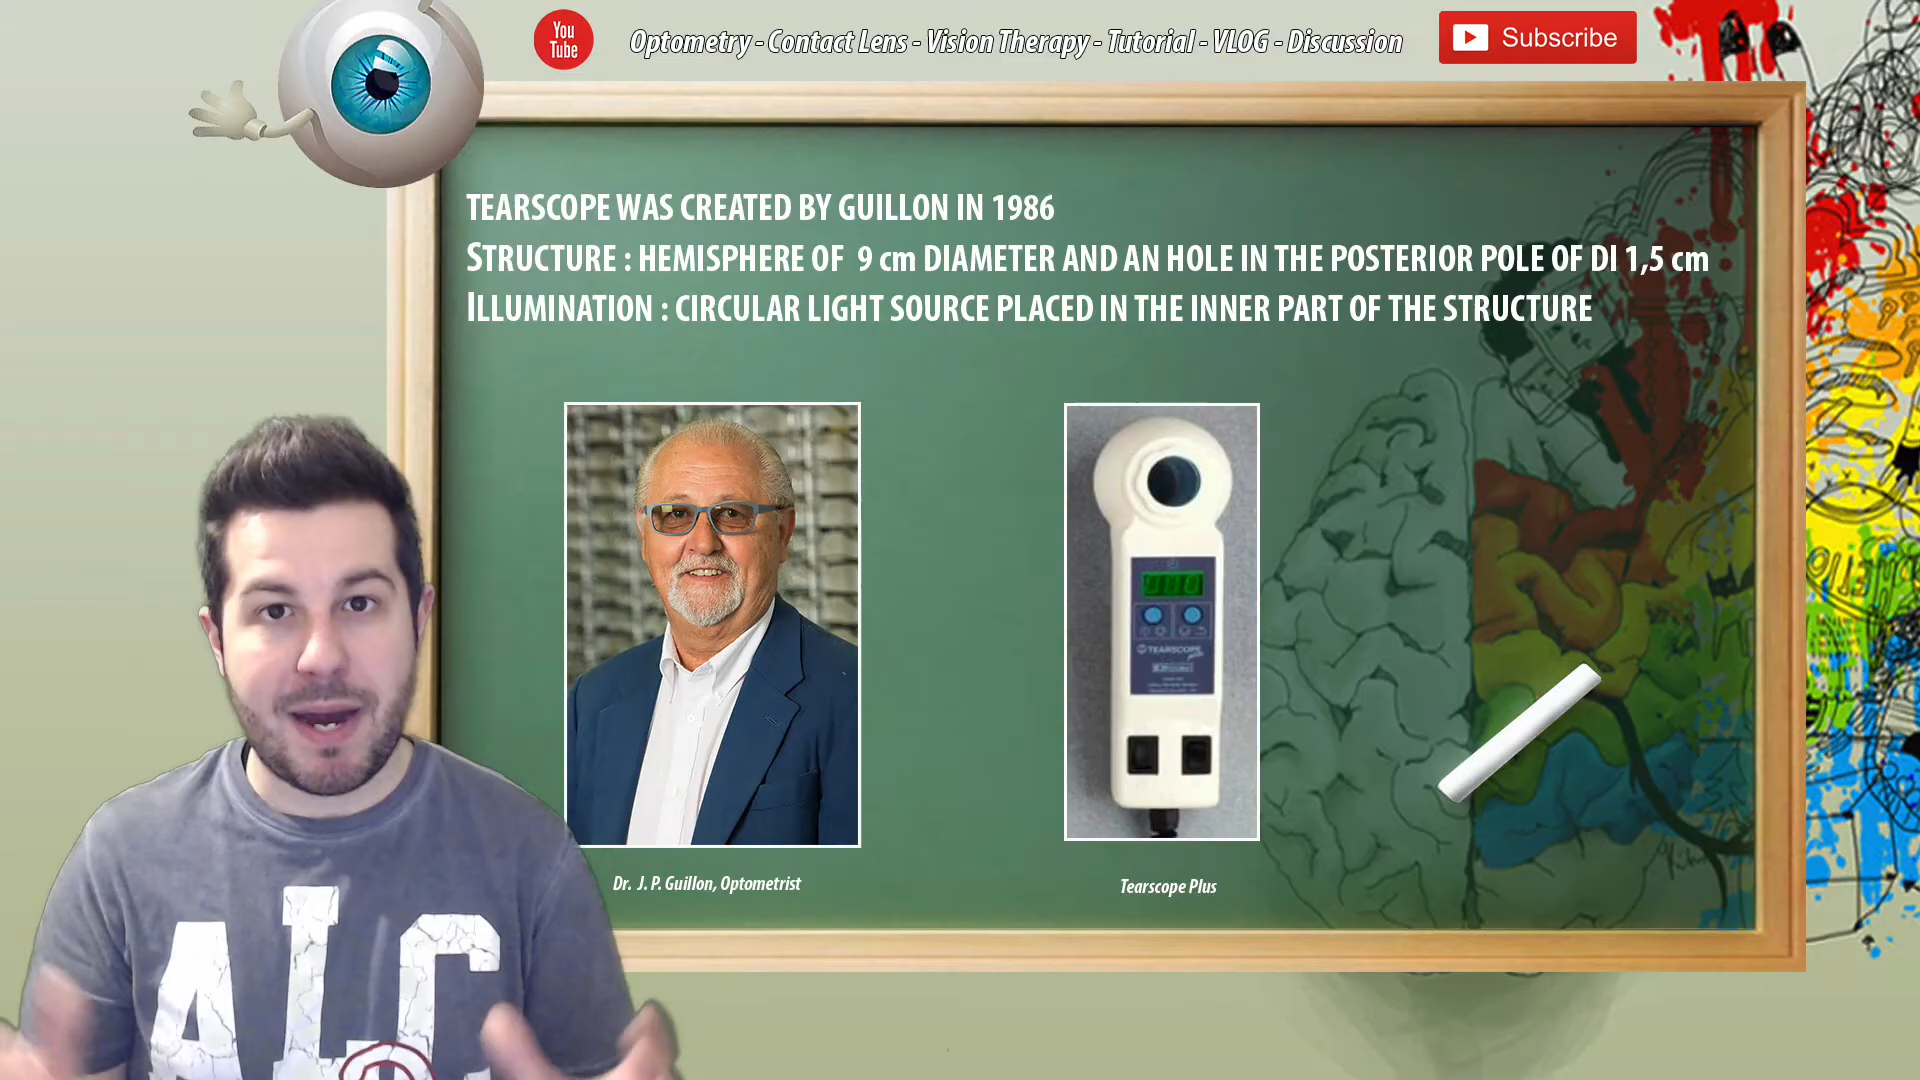 You
Tube
Optometry - Contact Lens - Vision Therapy - Tutorial - VLOG - Discussion
Subscribe
TEARSCOPE WAS CREATED BY GUILLON IN 1986
STRUCTURE : HEMISPHERE OF 9 cm DIAMETER AND AN HOLE IN THE POSTERIOR POLE OF DI 1,5 cm
ILLUMINATION : CIRCULAR LIGHT SOURCE PLACED IN THE INNER PART OF THE STRUCTURE
TEARSCOPE
plus
Dr. J. P. Guillon, Optometrist
Tearscope Plus
ALC